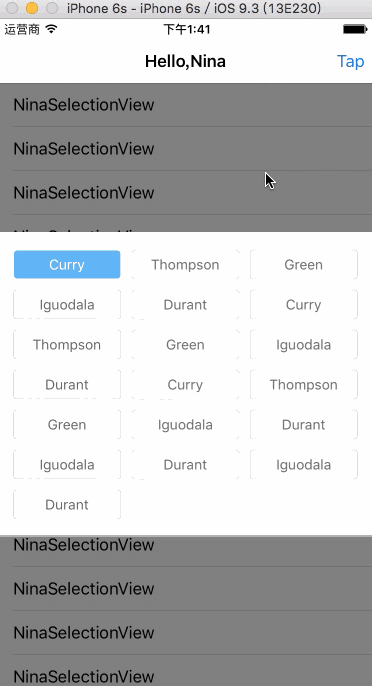 iPhone 6s - iPhone 6s / iOS 9.3 (13E230)
运营商 下午1:41
Hello,Nina Tap
NinaSelectionView
NinaSelectionView
NinaSelectionView
NinaSelectionView
Curry Thompson Green
Iguodala Durant Curry
Thompson Green Iguodala
Durant Curry Thompson
Green Iguodala Durant
Iguodala Durant Iguodala
Durant
NinaSelectionView
NinaSelectionView
NinaSelectionView
NinaSelectionView